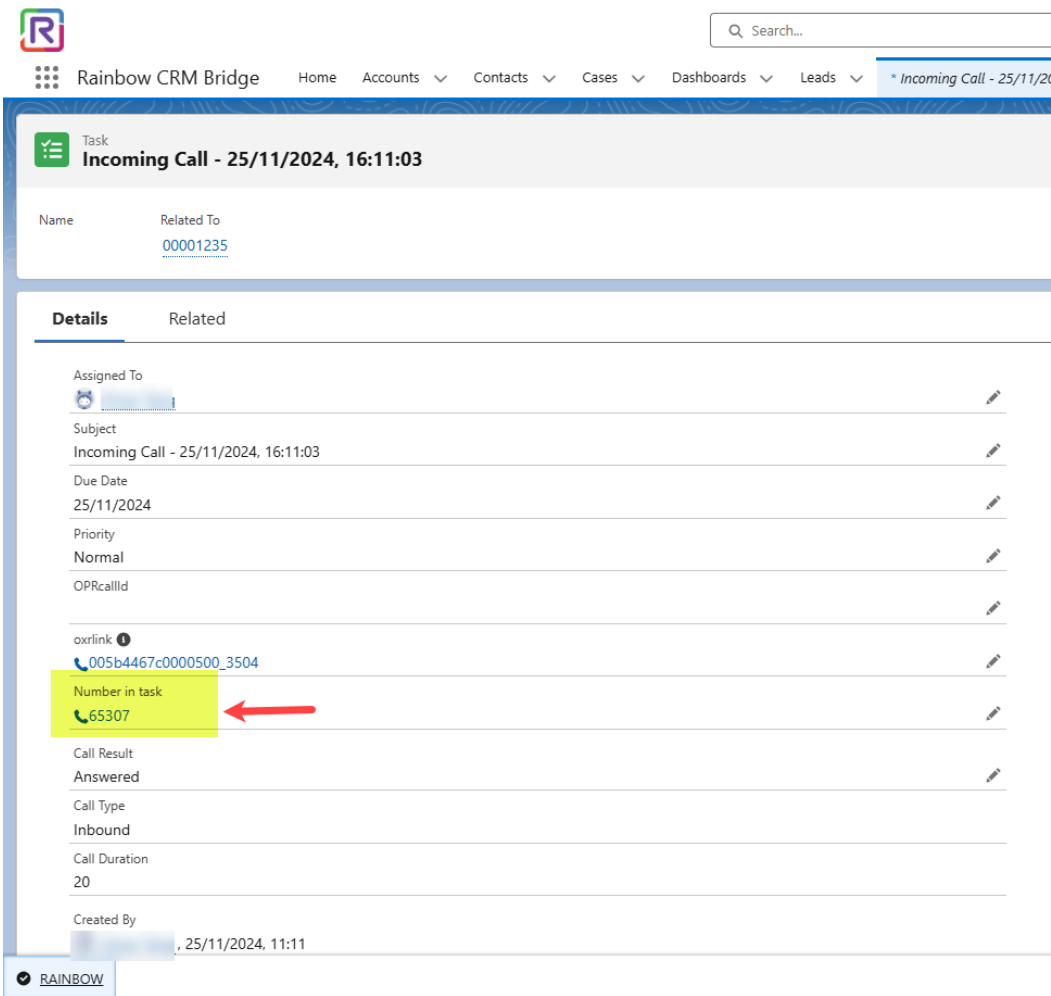 R
Search...
Rainbow CRM Bridge Home Accounts Contacts Cases Dashboards Leads * Incoming Call - 25/11/20
Task
Incoming Call - 25/11/2024, 16:11:03
Name Related To
00001235
Details Related
Assigned To
Subject
Incoming Call - 25/11/2024, 16:11:03
Due Date
25/11/2024
Priority
Normal
OPRcallId
oxrlink
005b4467c0000500_3504
Number in task
65307
Call Result
Answered
Call Type
Inbound
Call Duration
20
Created By
, 25/11/2024, 11:11
RAINBOW